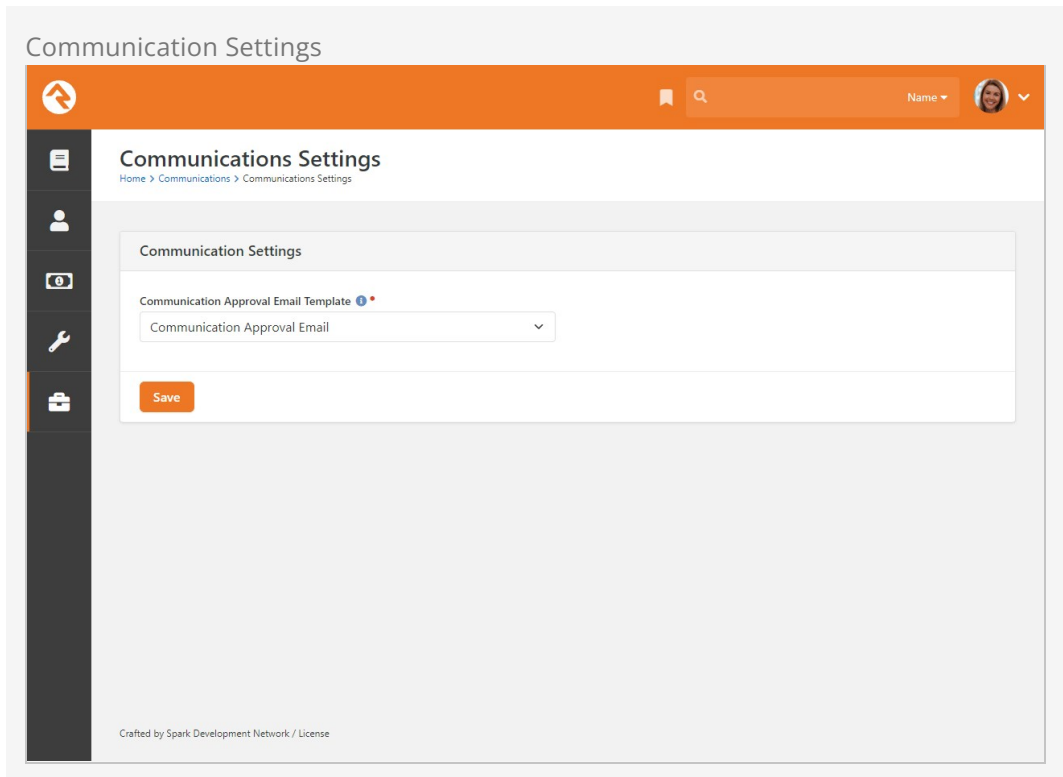 Communication Settings
Name
Communications Settings
Home > Communications > Communications Settings
Communication Settings
Communication Approval Email Template
Communication Approval Email
Save
Crafted by Spark Development Network / License